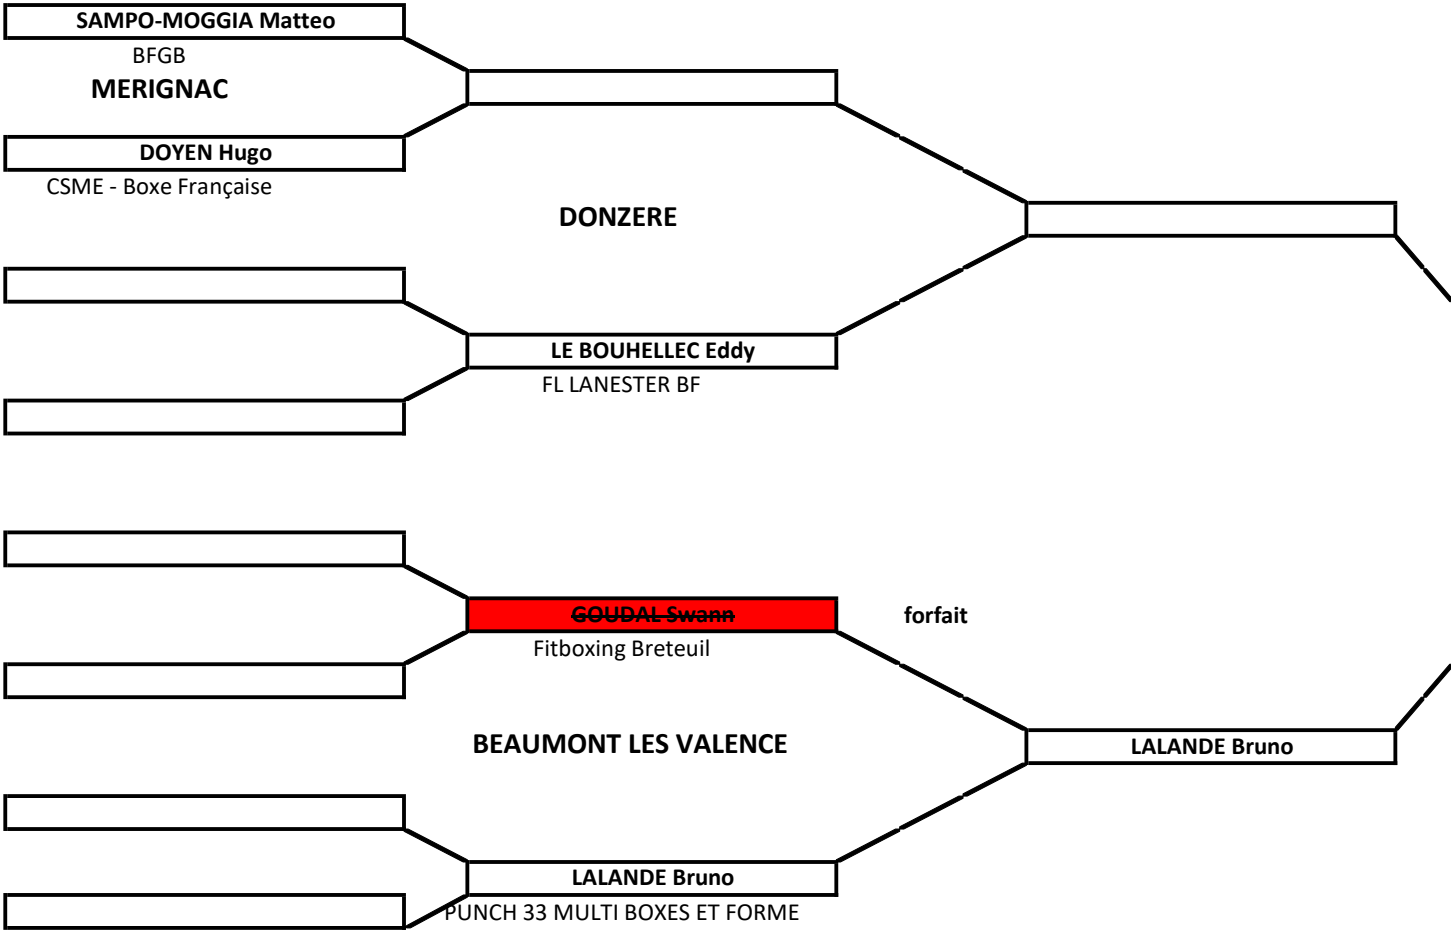 SAMPO-MOGGIA Matteo
BFGB
MERIGNAC
DOYEN Hugo
CSME - Boxe Française
DONZERE
LE BOUHELLEC Eddy
FL LANESTER BF
GOUDAL Swann
forfait
Fitboxing Breteuil
BEAUMONT LES VALENCE
LALANDE Bruno
LALANDE Bruno
PUNCH 33 MULTI BOXES ET FORME